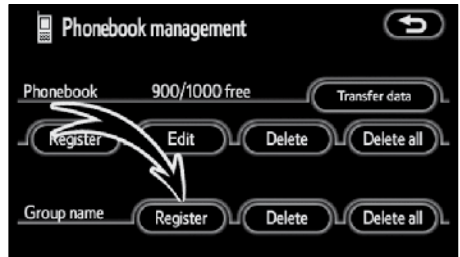 Phonebook management
Phonebook 900/1000 free Transfer data
Register Edit Delete Delete all
Group name Register Delete Delete all